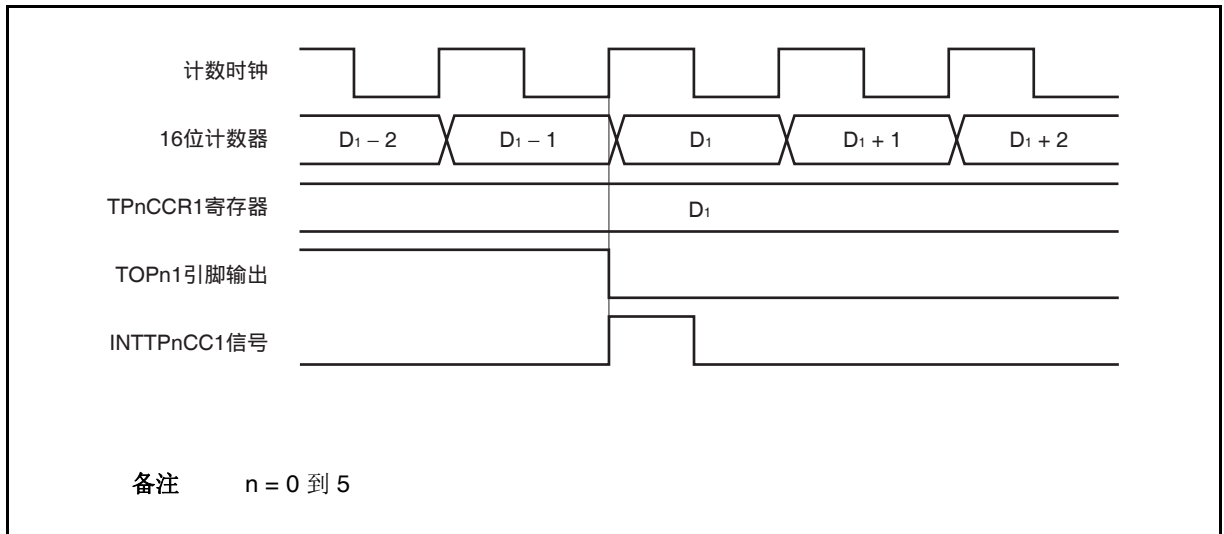 计数时钟
16位计数器 D1 – 2 D1 – 1 D1 D1 + 1 D1 + 2
TPnCCR1寄存器 D1
TOPn1引脚输出
INTTPnCC1信号
备注 n = 0 到 5